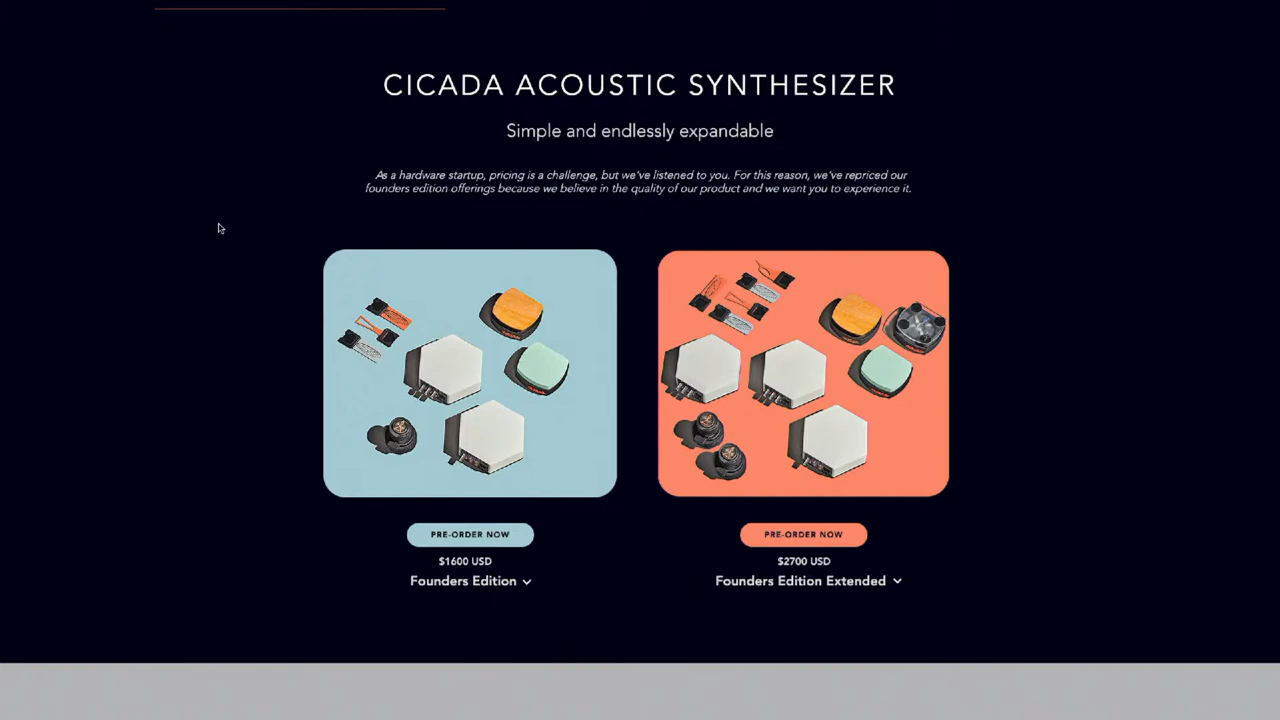 CICADA ACOUSTIC SYNTHESIZER
Simple and endlessly expandable
As a hardware startup, pricing is a challenge, but we've listened to you. For this reason, we've repriced our
founders edition offerings because we believe in the quality of our product and we want you to experience it.
PRE-ORDER NOW
$1600 USD
Founders Edition
PRE-ORDER NOW
$2700 USD
Founders Edition Extended